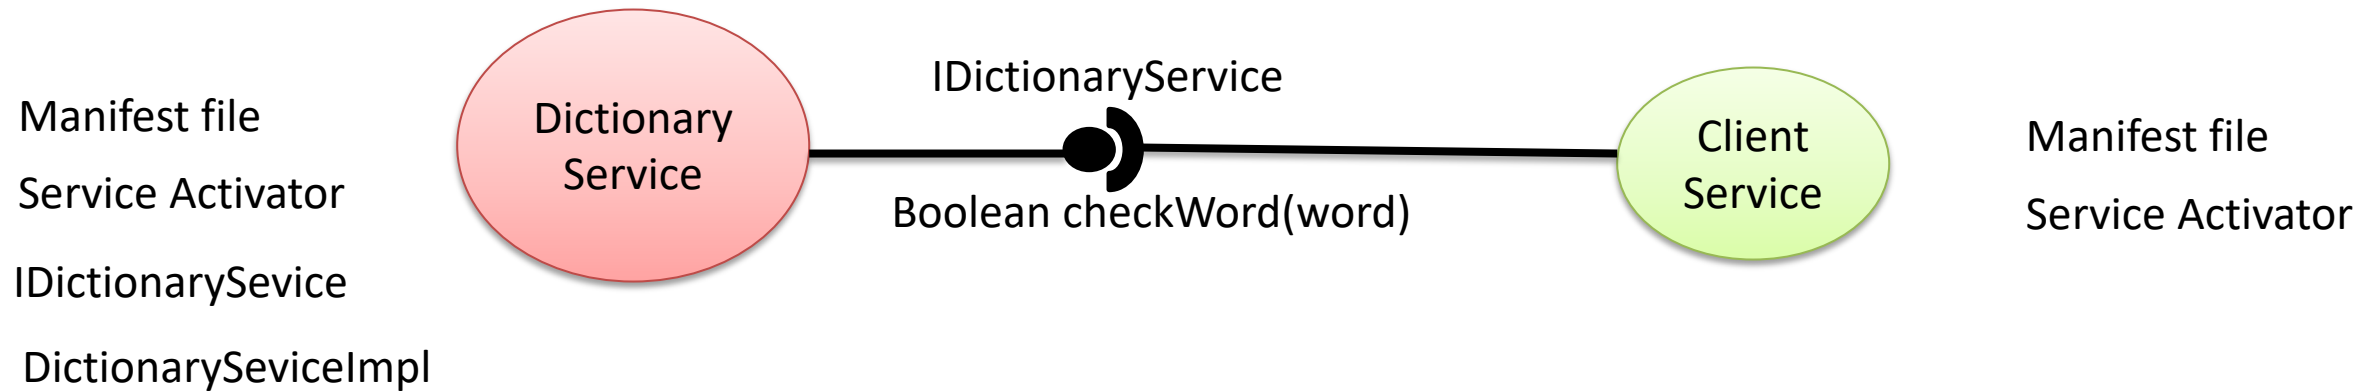 Manifest file
Service Activator
IDictionarySevice
DictionarySeviceImpl
Dictionary
Service
IDictionaryService
Boolean checkWord(word)
Client
Service
Manifest file
Service Activator